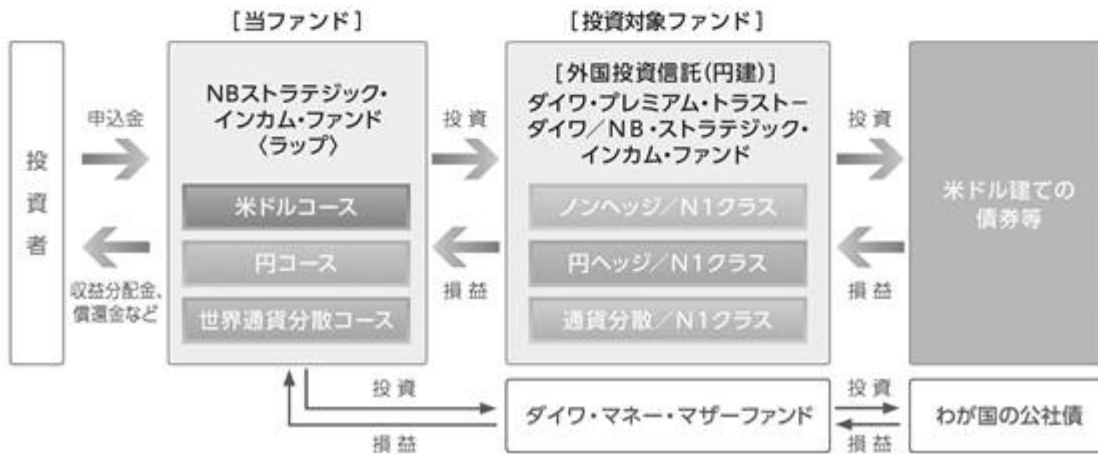 [当ファンド]
[投資対象ファンド]
投資者
申込金
収益分配金、
償還金など
NBストラテジック・
インカム・ファンド
〈ラップ〉
米ドルコース
円コース
世界通貨分散コース
投資
損益
[外国投資信託(円建)]
ダイワ・プレミアム・トラスト−
ダイワ／NB・ストラテジック・
インカム・ファンド
ノンヘッジ／N1クラス
円ヘッジ／N1クラス
通貨分散／N1クラス
投資
損益
米ドル建ての
債券等
投資
損益
ダイワ・マネー・マザーファンド
投資
損益
わが国の公社債